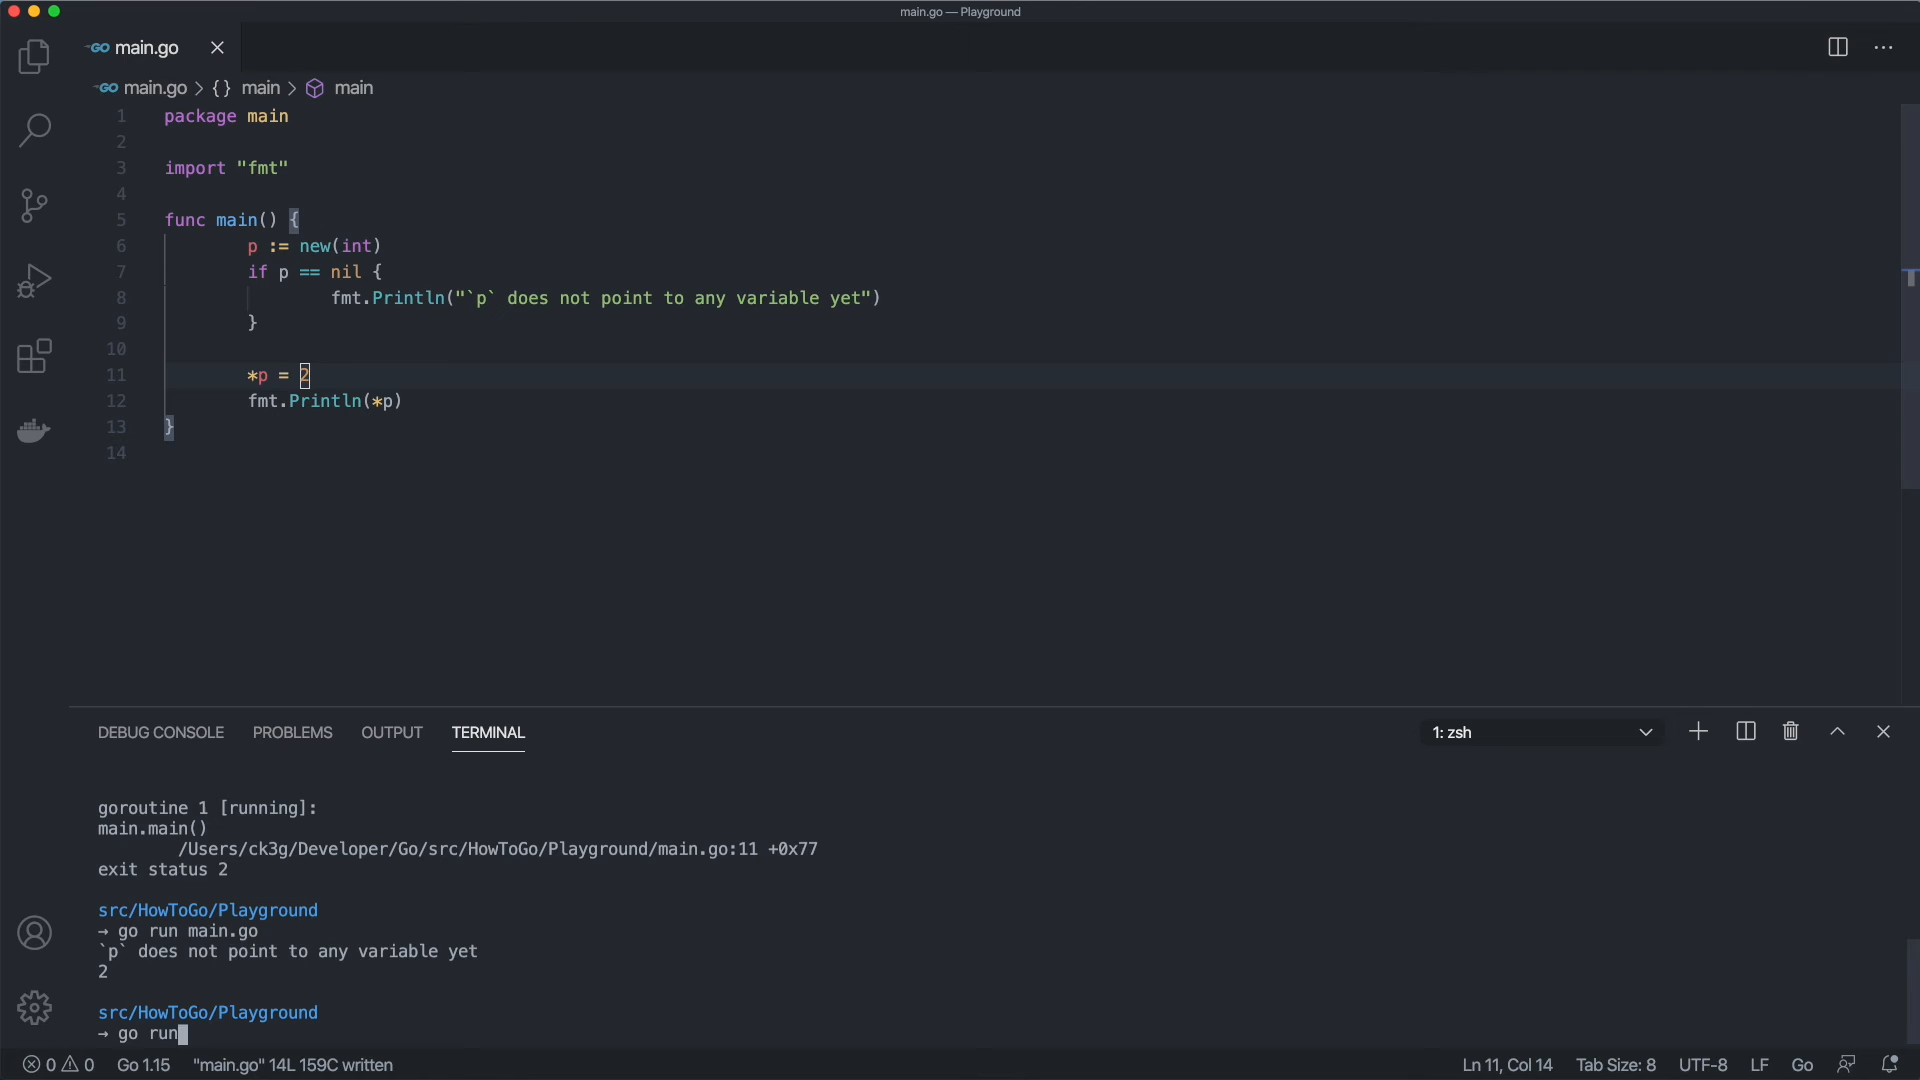 main.go — Playground
GO main.go
GO main.go > {} main > main
1 package main
2
3 import "fmt"
4
5 func main() {
6 p := new(int)
7 if p == nil {
8 fmt.Println("`p` does not point to any variable yet")
9 }
10
11 *p = 2
12 fmt.Println(*p)
13 }
14
DEBUG CONSOLE PROBLEMS OUTPUT TERMINAL 1: zsh
goroutine 1 [running]:
main.main()
/Users/ck3g/Developer/Go/src/HowToGo/Playground/main.go:11 +0x77
exit status 2
src/HowToGo/Playground
→ go run main.go
`p` does not point to any variable yet
2
src/HowToGo/Playground
→ go run
0 0 Go 1.15 "main.go" 14L 159C written Ln 11, Col 14 Tab Size: 8 UTF-8 LF Go